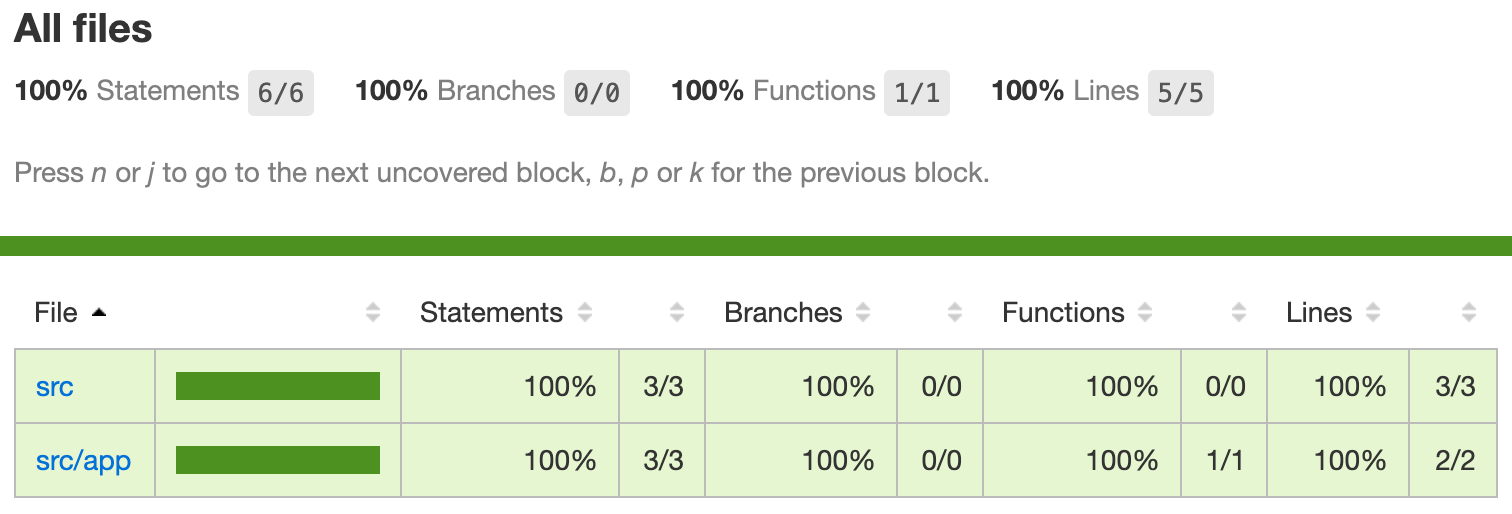 All files
100% Statements 6/6 100% Branches 0/0 100% Functions 1/1 100% Lines 5/5
Press n or j to go to the next uncovered block, b, p or k for the previous block.
File Statements Branches Functions Lines
src 100% 3/3 100% 0/0 100% 0/0 100% 3/3
src/app 100% 3/3 100% 0/0 100% 1/1 100% 2/2